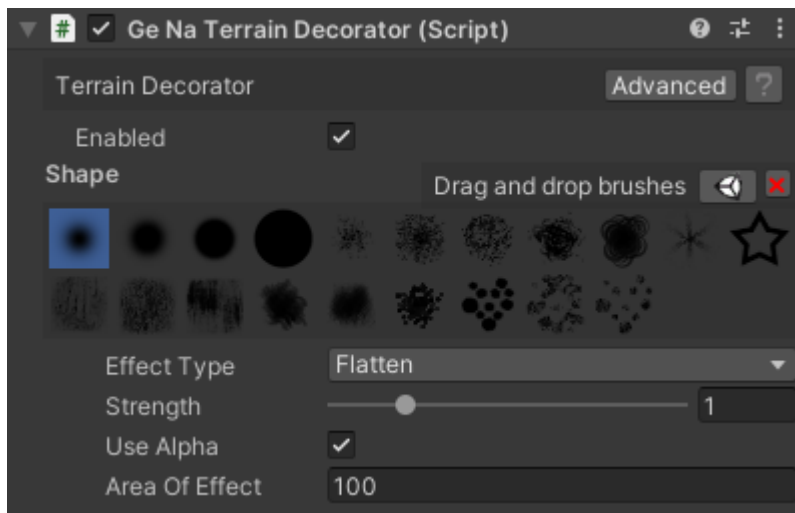 # Ge Na Terrain Decorator (Script)
Terrain Decorator Advanced ?
Enabled
Shape
Drag and drop brushes
Effect Type Flatten
Strength 1
Use Alpha
Area Of Effect 100